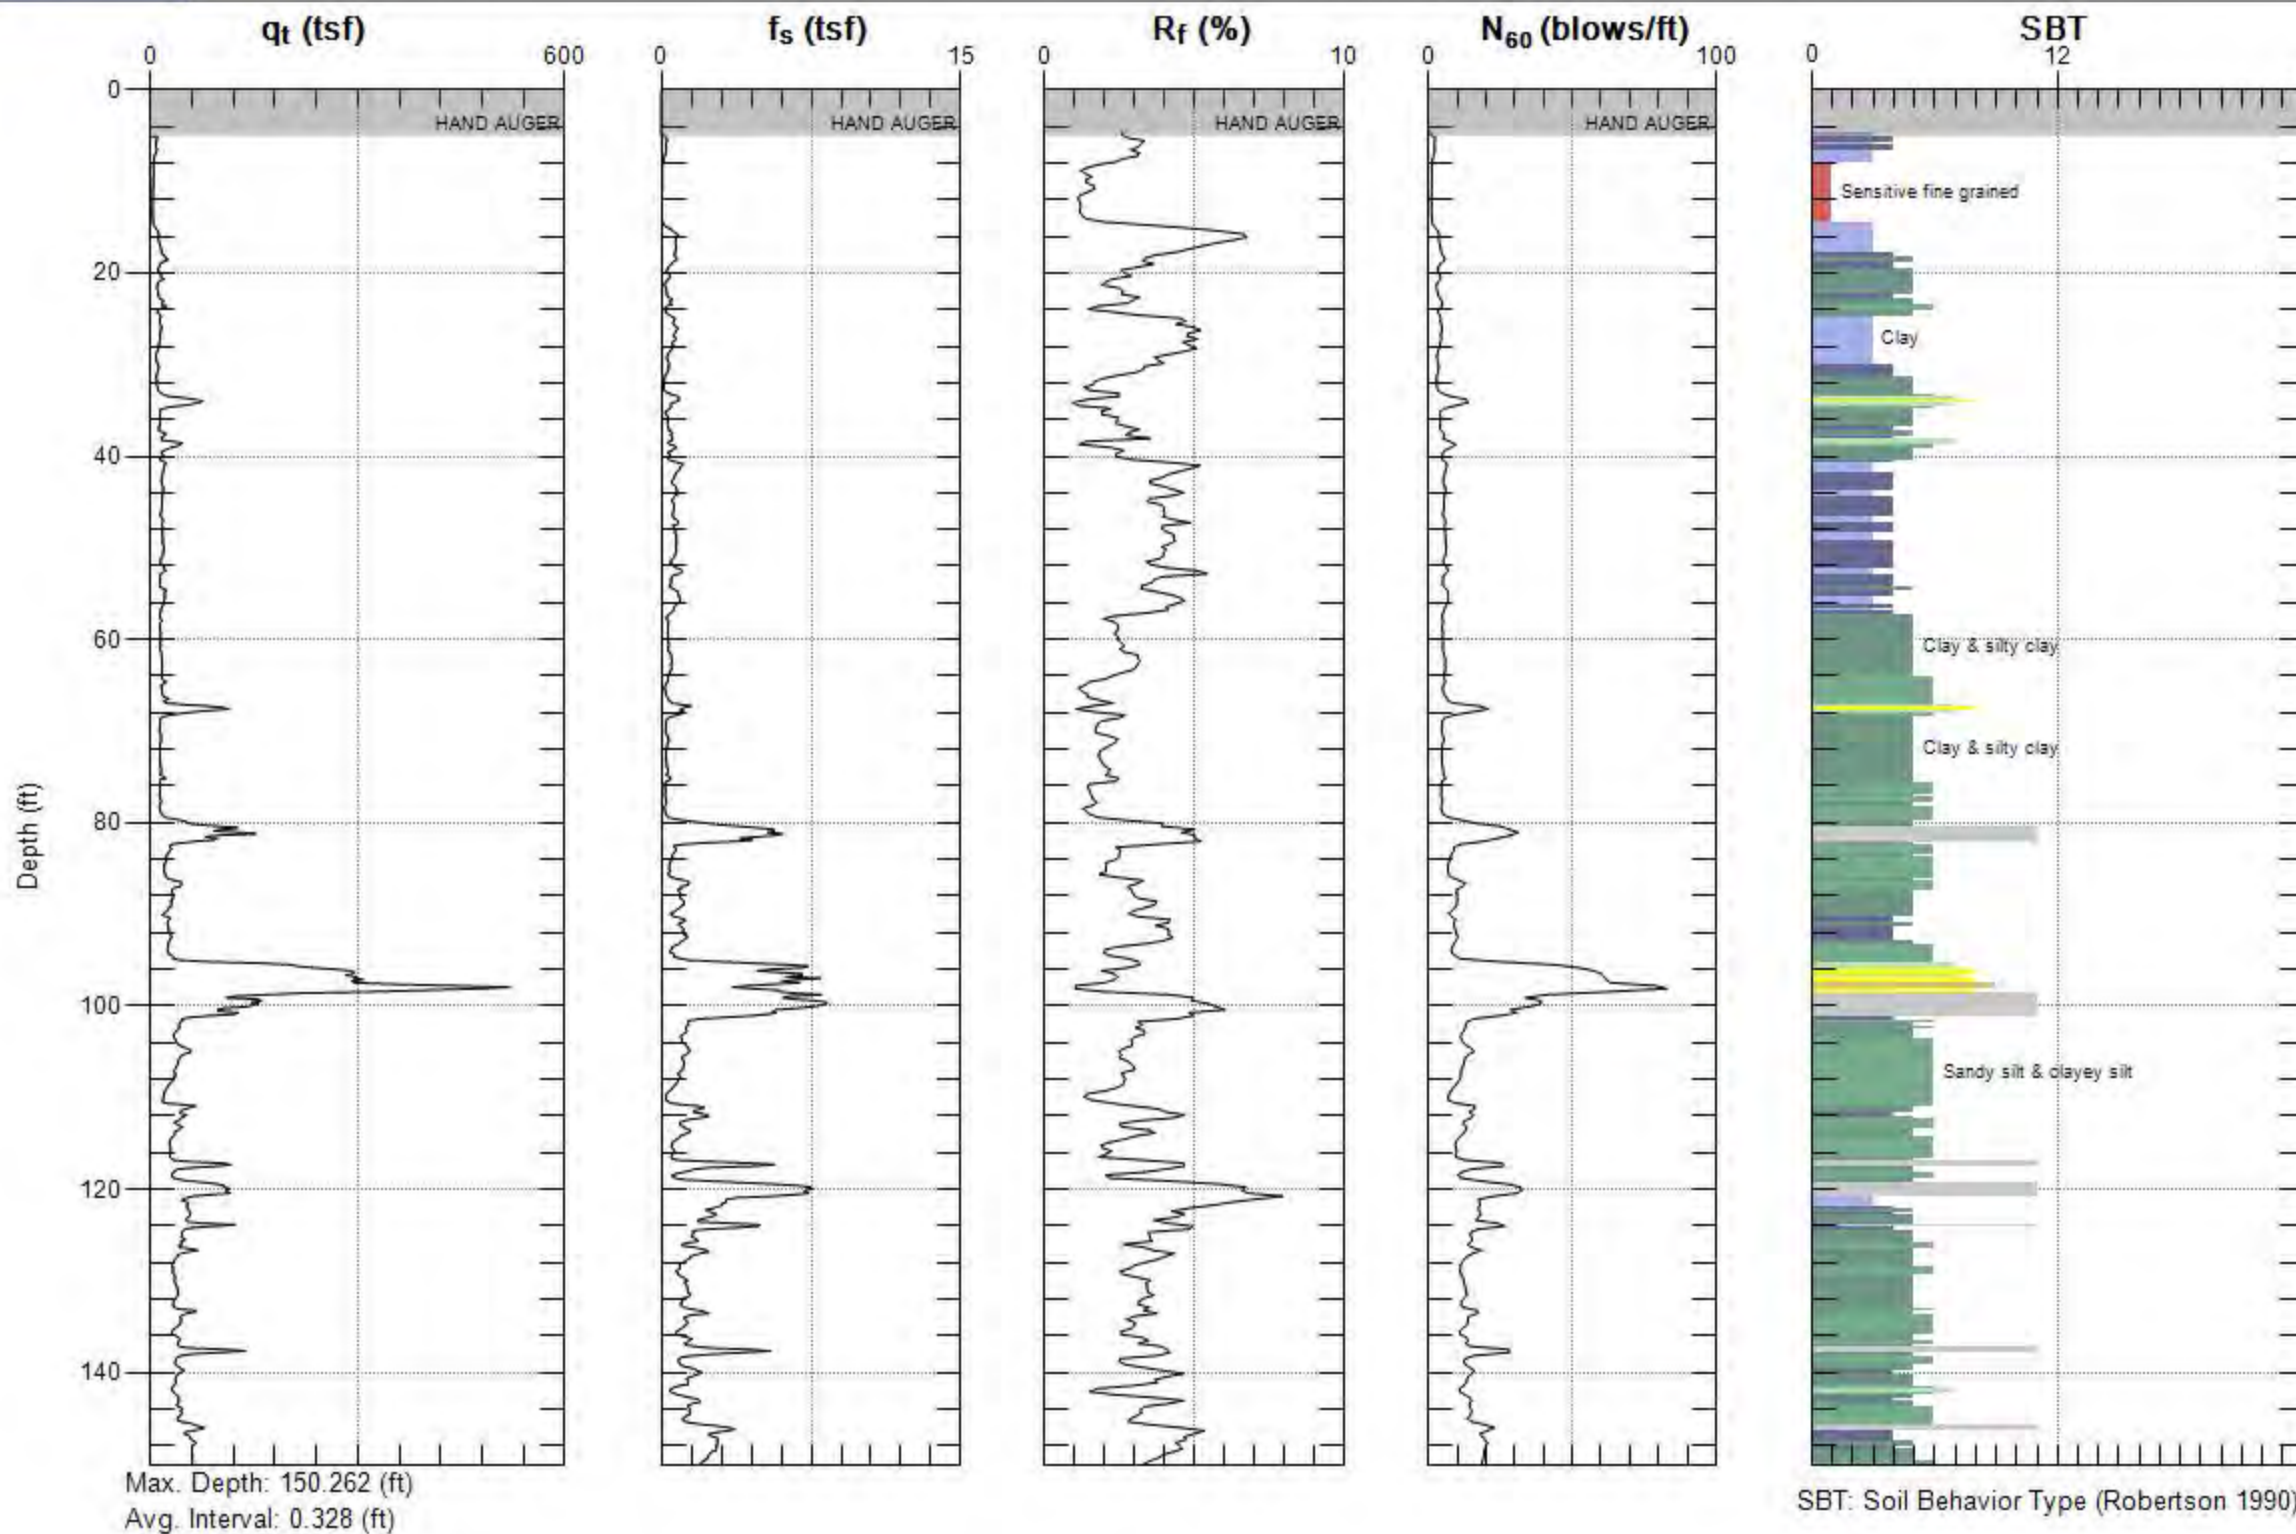 qt (tsf) fs (tsf) Rf (%) N60 (blows/ft) SBT
0 600 0 15 0 10 0 100 0 12
0
HAND AUGER HAND AUGER HAND AUGER HAND AUGER
Sensitive fine grained
20
Clay
40
60
Clay & silty clay
Clay & silty clay
80
Depth (ft)
100
Sandy silt & clayey silt
120
140
Max. Depth: 150.262 (ft)
Avg. Interval: 0.328 (ft)
SBT: Soil Behavior Type (Robertson 1990)